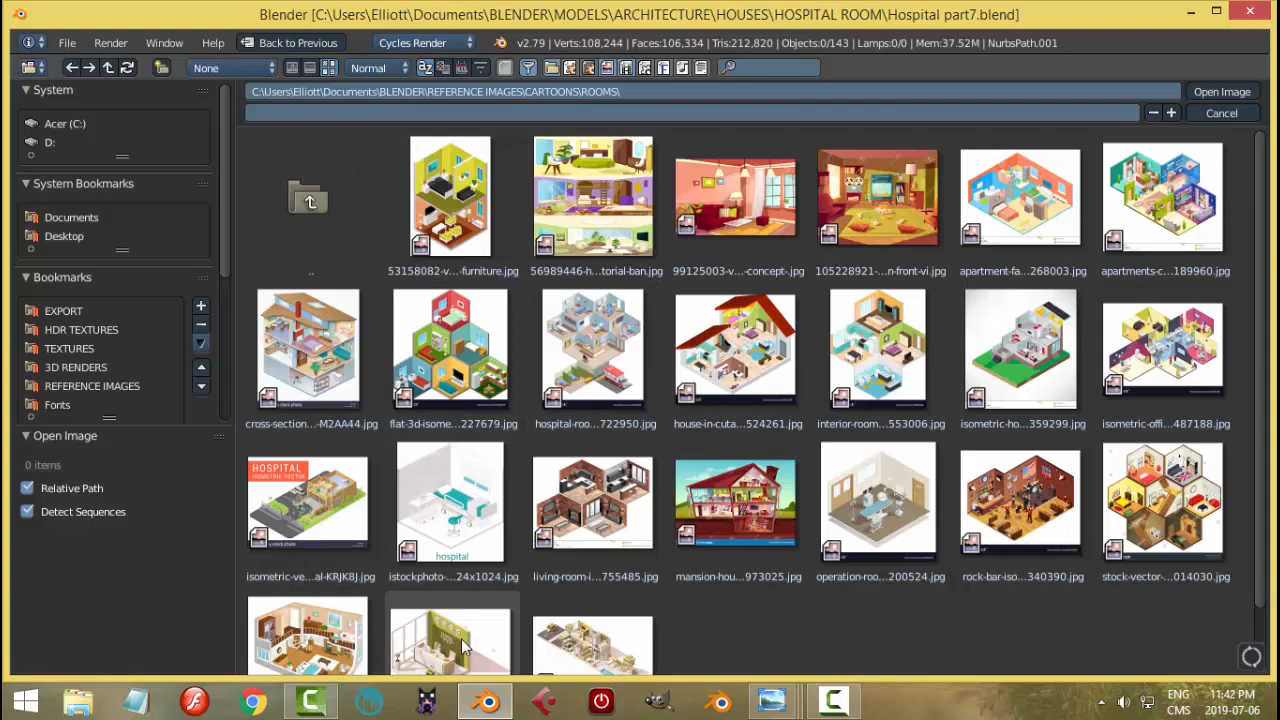 Blender [C:\Users\Elliott\Documents\BLENDER\MODELS\ARCHITECTURE\HOUSES\HOSPITAL ROOM\Hospital part7.blend]
File Render Window Help Back to Previous Cycles Render v2.79 | Verts:108,244 | Faces:106,334 | Tris:212,820 | Objects:0/143 | Lamps:0/0 | Mem:37.52M | NurbsPath.001
None Normal
System
C:\Users\Elliott\Documents\BLENDER\REFERENCE IMAGES\CARTOONS\ROOMS\ Open Image
Cancel
Acer (C:)
D:
System Bookmarks
Documents
Desktop
Bookmarks
EXPORT
HDR TEXTURES
TEXTURES
3D RENDERS
REFERENCE IMAGES
Fonts
Open Image
0 items
Relative Path
Detect Sequences
.. 53158082-v...-furniture.jpg 56989446-h...torial-ban.jpg 99125003-v...-concept-.jpg 105228921-...n-front-vi.jpg apartment-fa...268003.jpg apartments-c...189960.jpg
cross-section...-M2AA44.jpg flat-3d-isome...227679.jpg hospital-roo...722950.jpg house-in-cuta...524261.jpg interior-room...553006.jpg isometric-ho...359299.jpg isometric-offi...487188.jpg
HOSPITAL
ISOMETRIC VECTOR
hospital
isometric-ve...al-KRJK8J.jpg istockphoto-...24x1024.jpg living-room-i...755485.jpg mansion-hou...973025.jpg operation-roo...200524.jpg rock-bar-iso...340390.jpg stock-vector-...014030.jpg
ENG 11:42 PM
CMS 2019-07-06